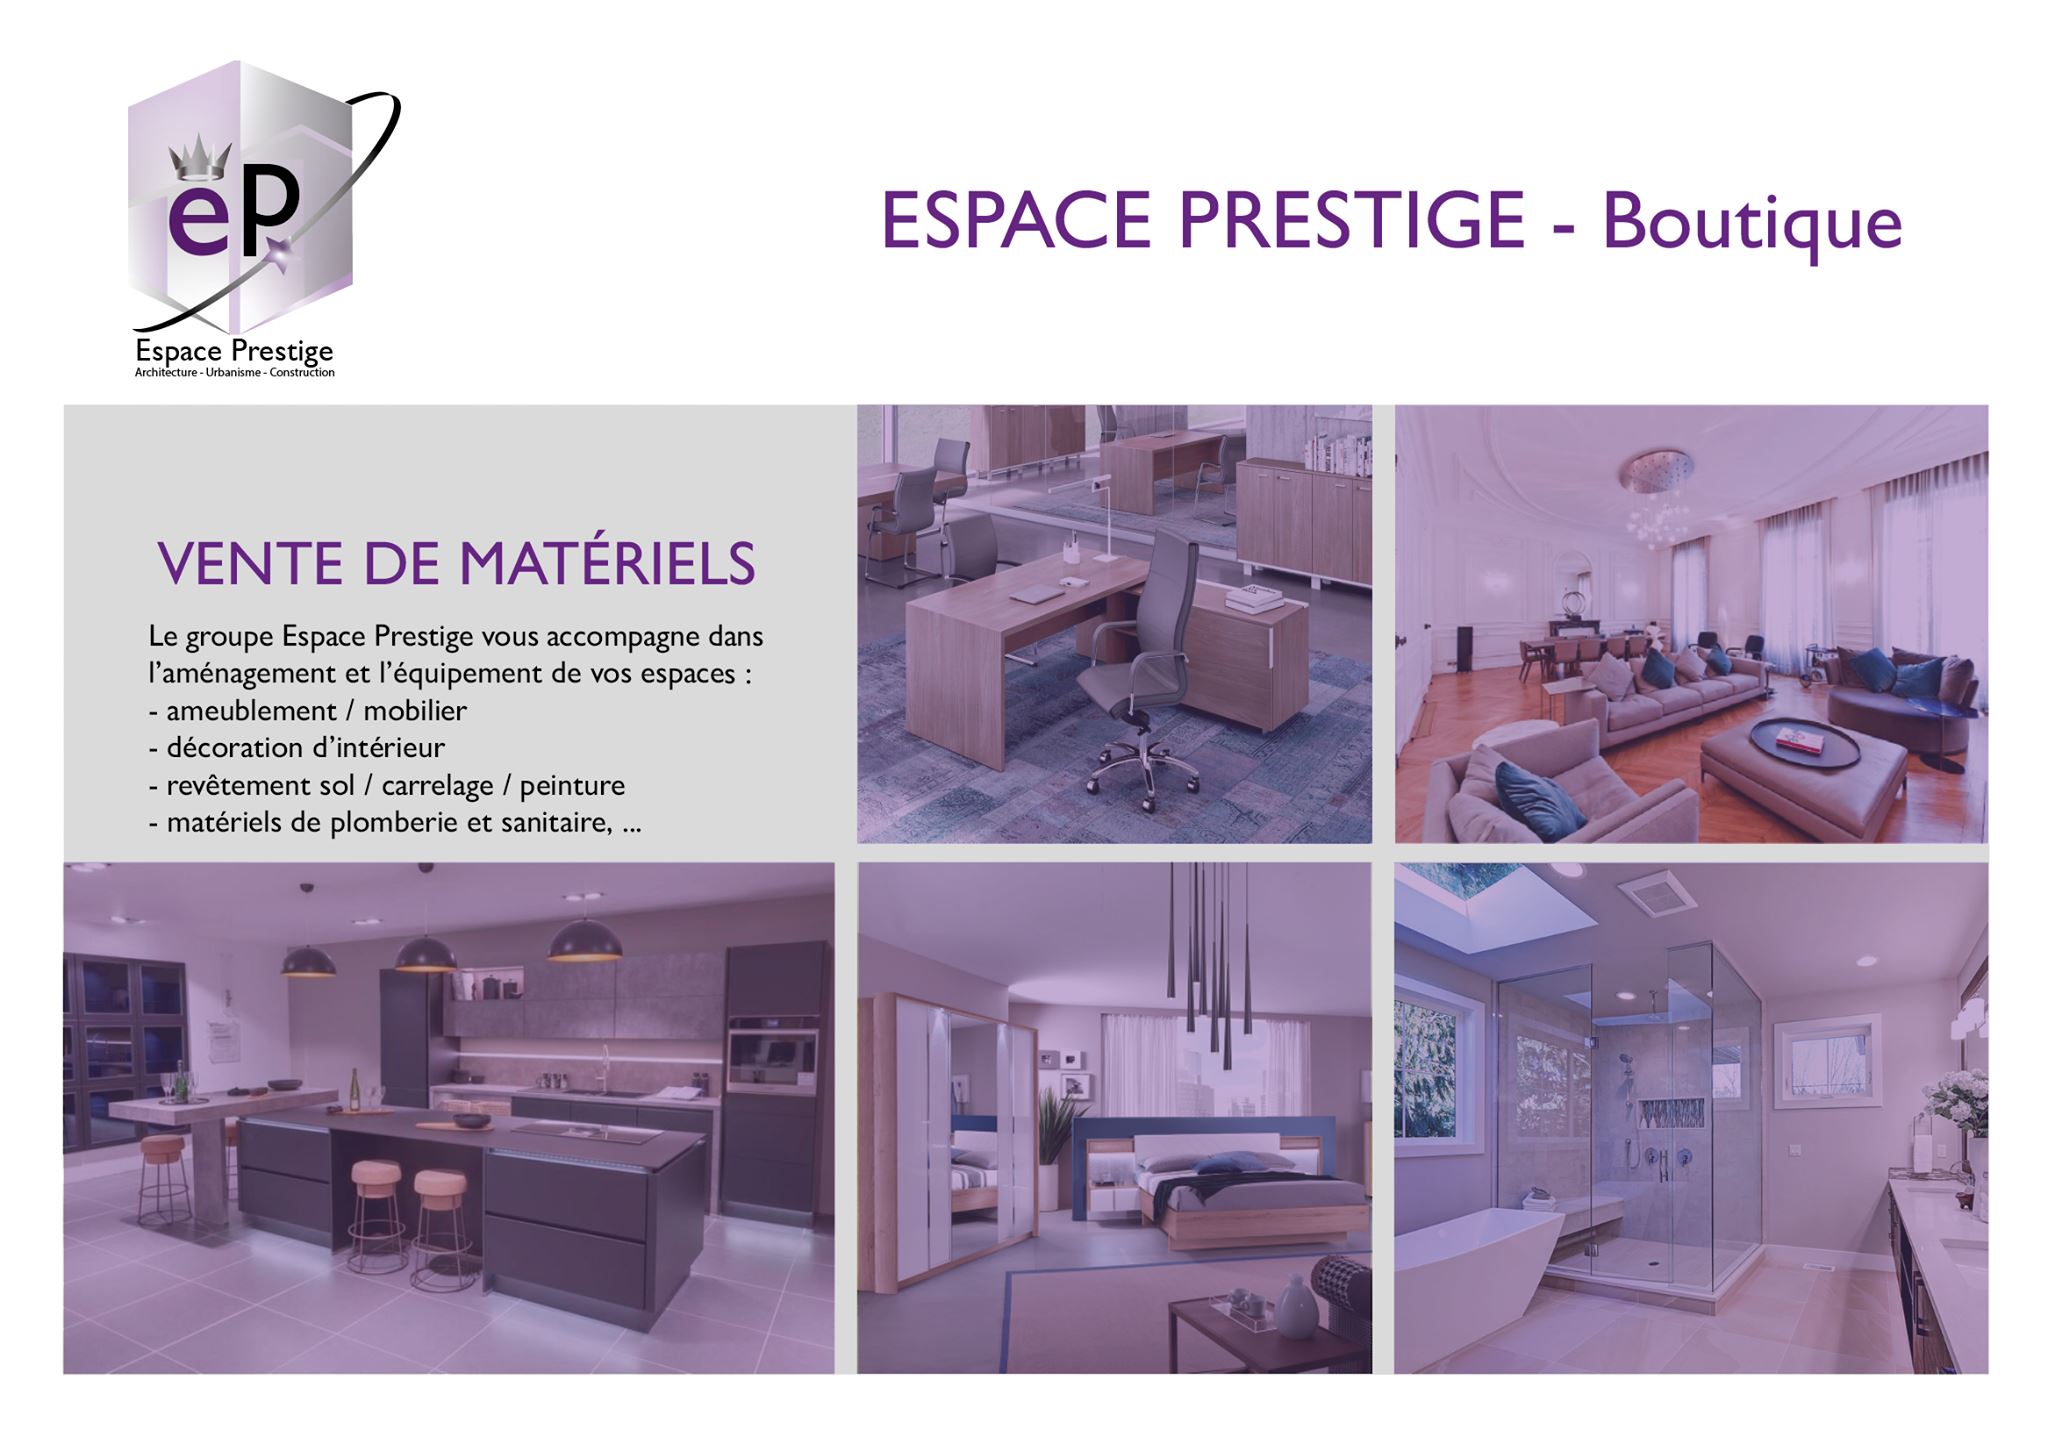 eP
Espace Prestige
Architecture - Urbanisme - Construction
ESPACE PRESTIGE - Boutique
VENTE DE MATÉRIELS
Le groupe Espace Prestige vous accompagne dans
l’aménagement et l’équipement de vos espaces :
- ameublement / mobilier
- décoration d’intérieur
- revêtement sol / carrelage / peinture
- matériels de plomberie et sanitaire, ...